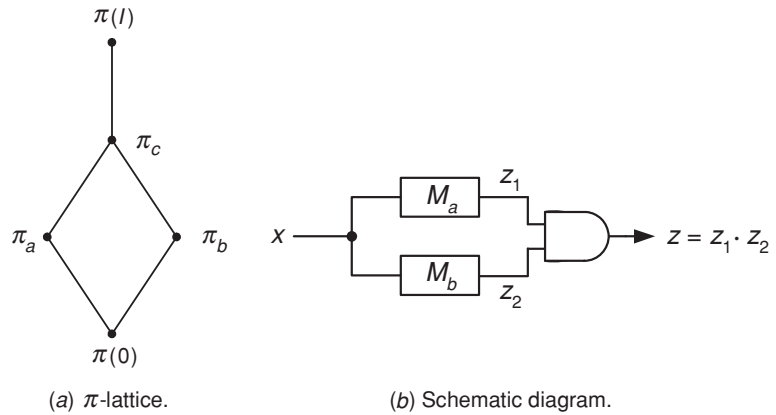 π(I)
π_c
π_a
π_b
π(0)
(a) π-lattice.
x
M_a
z_1
M_b
z_2
z = z_1 · z_2
(b) Schematic diagram.